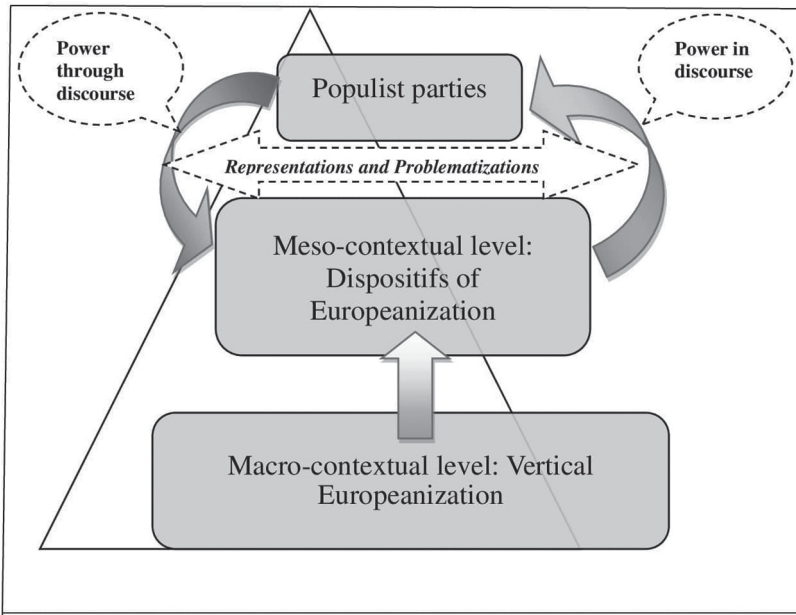 Power
through
discourse
Power in
discourse
Populist parties
Representations and Problematizations
Meso-contextual level:
Dispositifs of
Europeanization
Macro-contextual level: Vertical
Europeanization